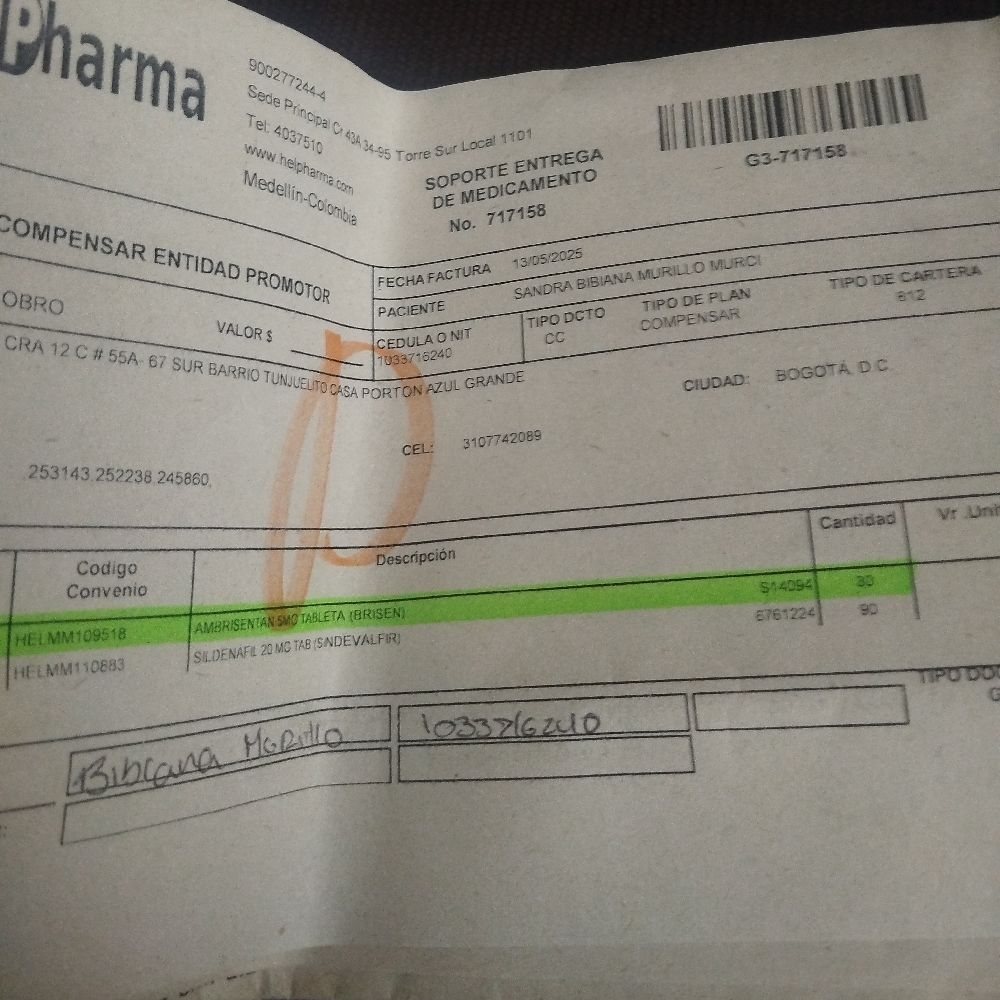 Pharma
900277244-4
Sede Principal Cr 43A 34-95 Torre Sur Local 1101
Tel: 4037510
www.helpharma.com
Medellín-Colombia
SOPORTE ENTREGA
DE MEDICAMENTO
No. 717158
G3-717158
COMPENSAR ENTIDAD PROMOTOR
FECHA FACTURA 13/05/2025
PACIENTE SANDRA BIBIANA MURILLO MURCI
OBRO VALOR $
CEDULA O NIT TIPO DCTO TIPO DE PLAN TIPO DE CARTERA
1033716240 CC COMPENSAR 612
CRA 12 C # 55A- 67 SUR BARRIO TUNJUELITO CASA PORTON AZUL GRANDE
CIUDAD: BOGOTÁ, D.C.
CEL: 3107742089
253143,252238,245860,
Codigo Convenio Descripción Cantidad Vr .Unit
HELMM109518 AMBRISENTAN 5MG TABLETA (BRISEN) S14094 30
HELMM110883 SILDENAFIL 20 MG TAB (SINDEVALFIR) 6761224 90
TIPO DOC
G
Bibiana Murillo 1033716240